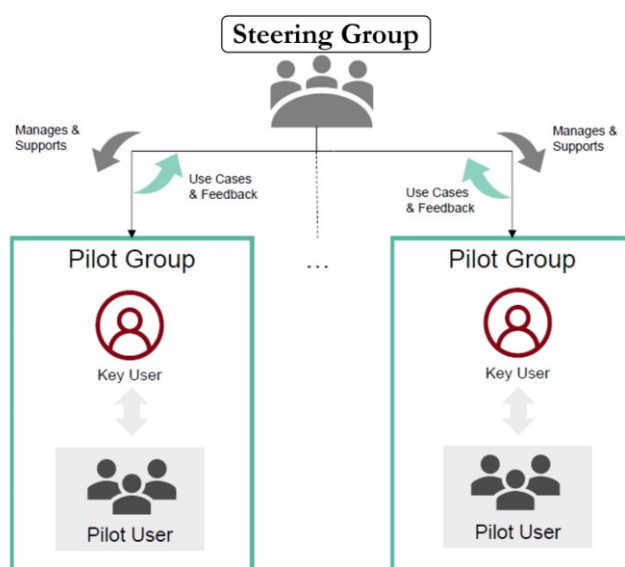 Steering Group
Manages &
Supports
Use Cases
& Feedback
Manages &
Supports
Use Cases
& Feedback
Pilot Group
Key User
Pilot User
...
Pilot Group
Key User
Pilot User